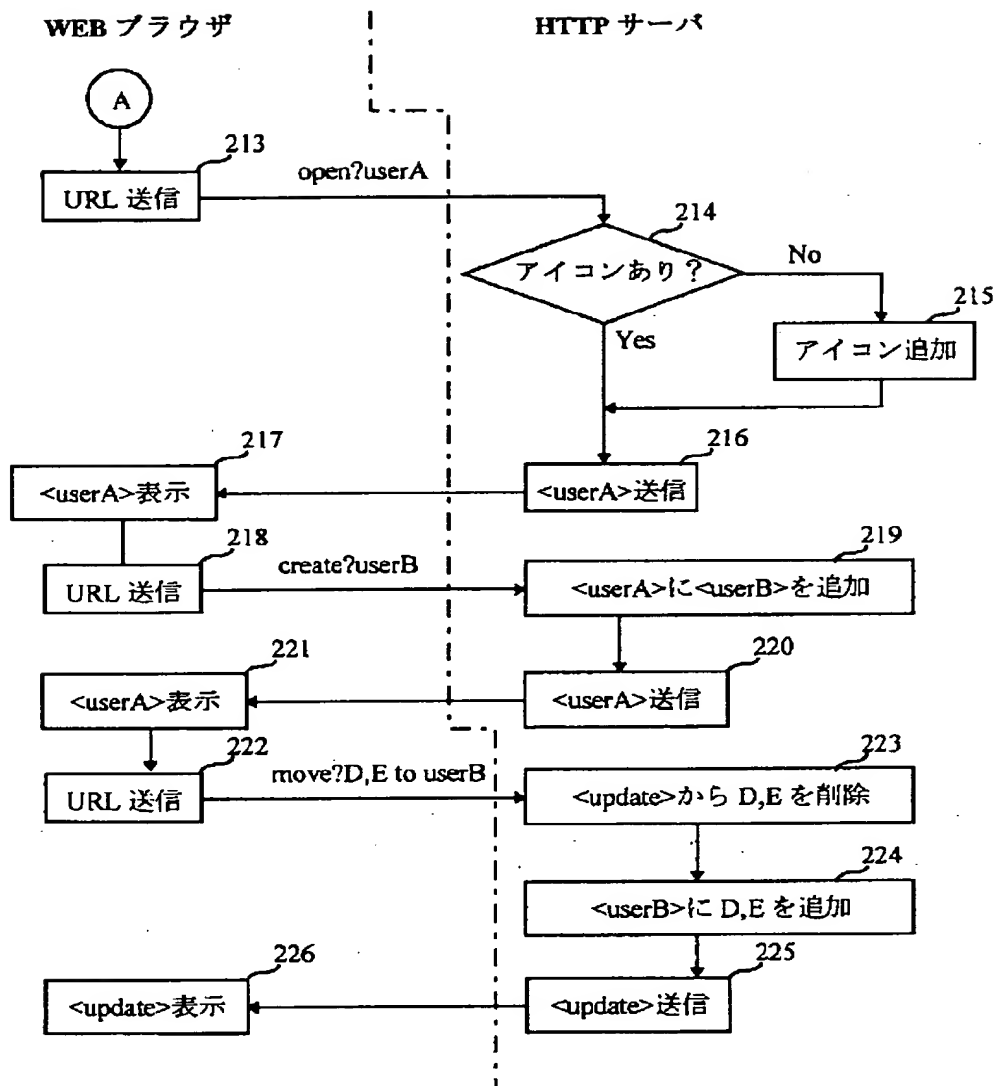 WEB ブラウザ
HTTP サーバ
A
213
URL 送信
open?userA
214
アイコンあり?
No
215
アイコン追加
Yes
216
<userA>送信
217
<userA>表示
218
URL 送信
create?userB
219
<userA>に<userB>を追加
220
<userA>送信
221
<userA>表示
222
URL 送信
move?D,E to userB
223
<update>から D,E を削除
224
<userB>に D,E を追加
225
<update>送信
226
<update>表示